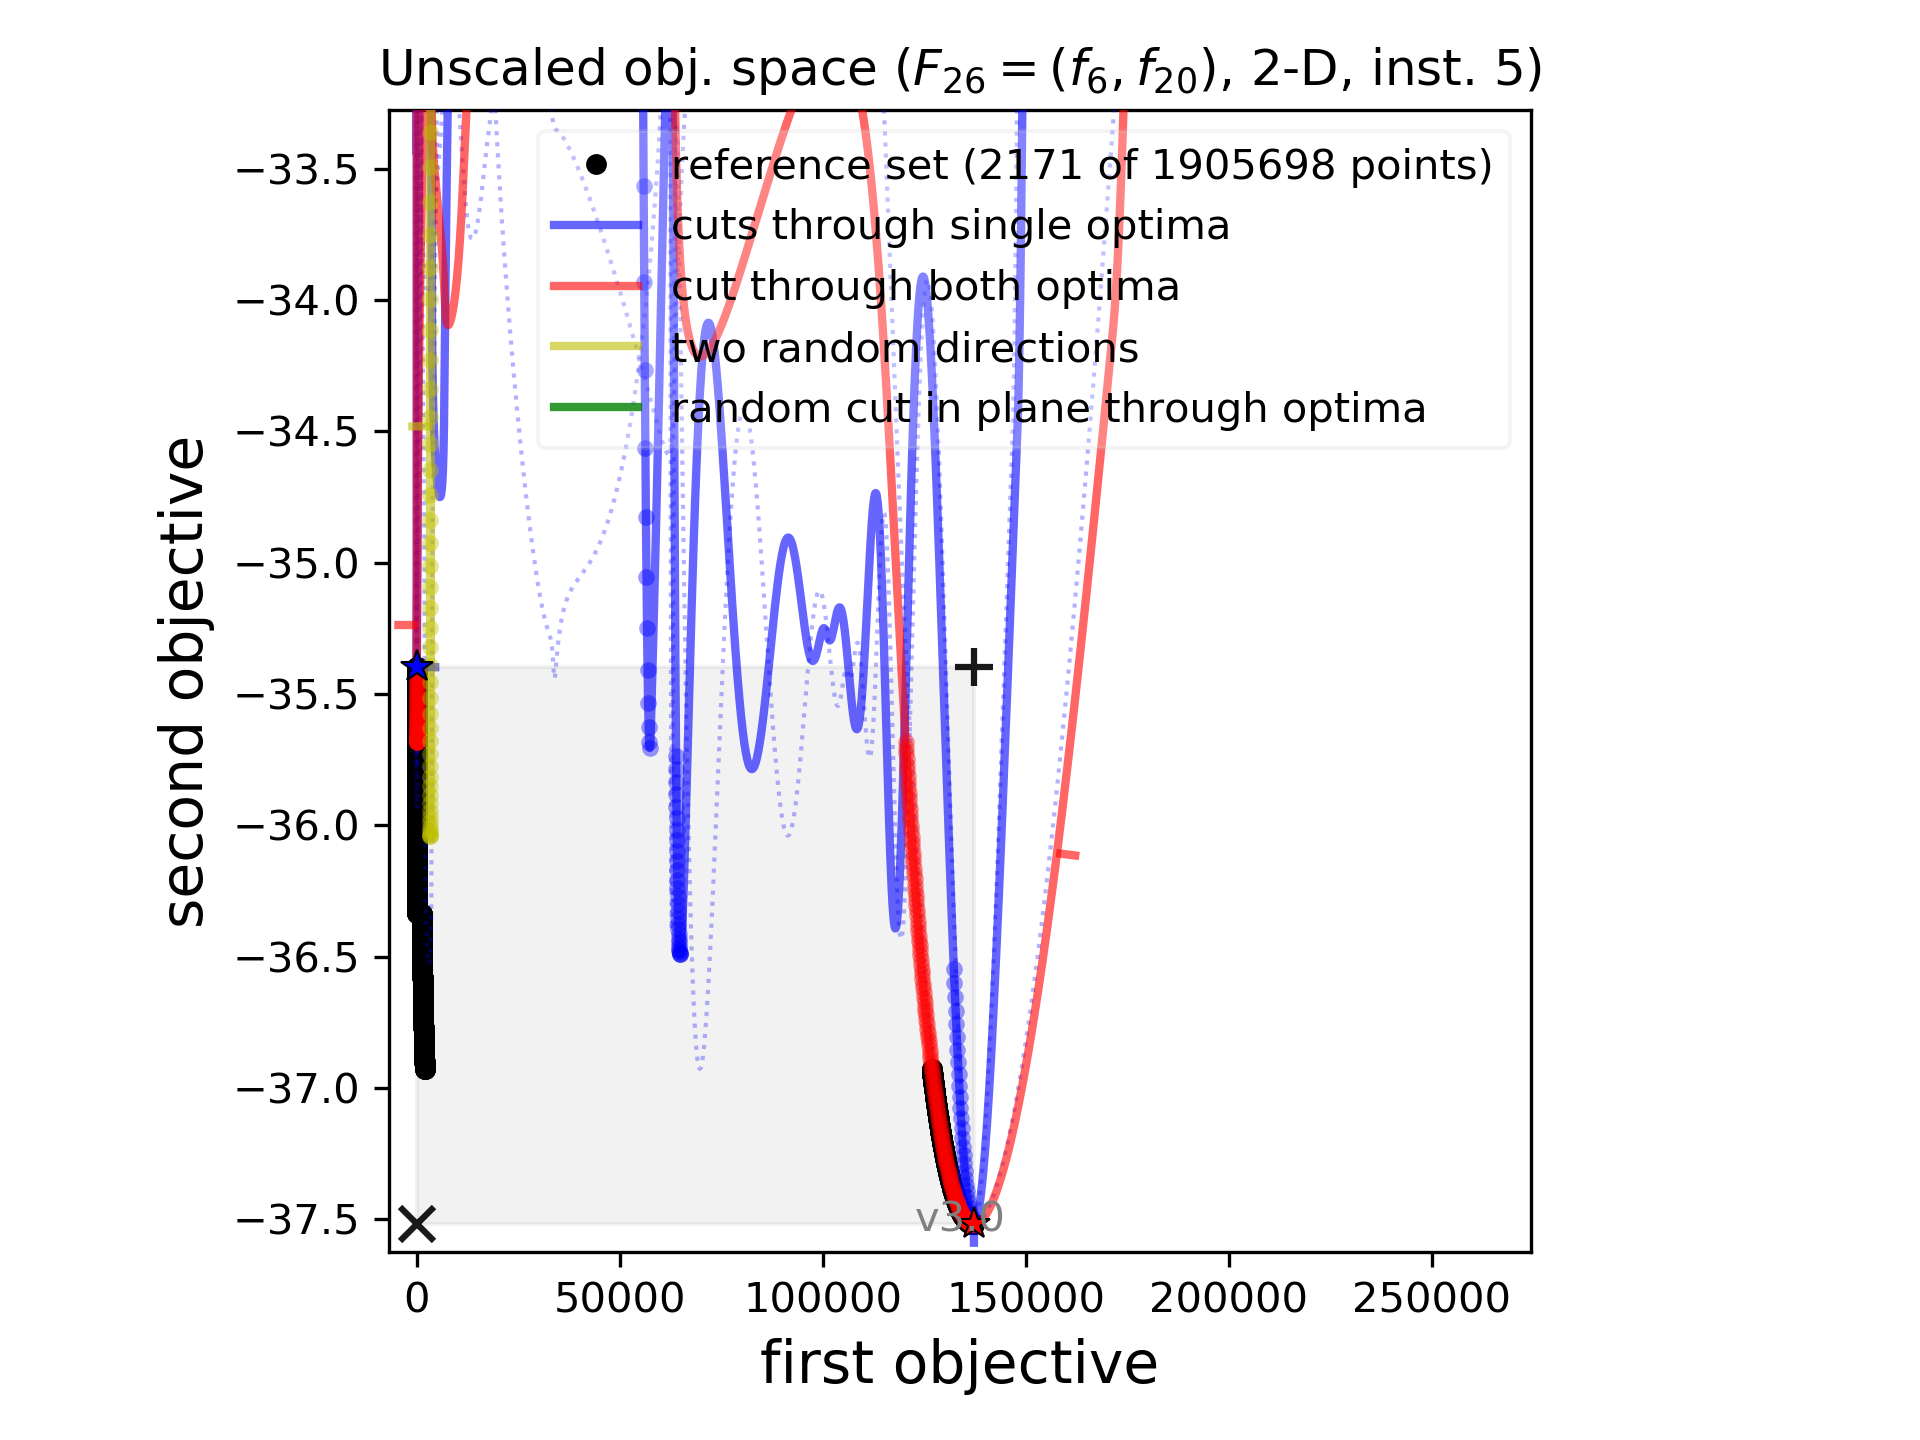 Unscaled obj. space (F26 = (f6, f20), 2-D, inst. 5)
reference set (2171 of 1905698 points)
cuts through single optima
cut through both optima
two random directions
random cut in plane through optima
second objective
−33.5
−34.0
−34.5
−35.0
−35.5
−36.0
−36.5
−37.0
−37.5
v3.0
0
50000
100000
150000
200000
250000
first objective